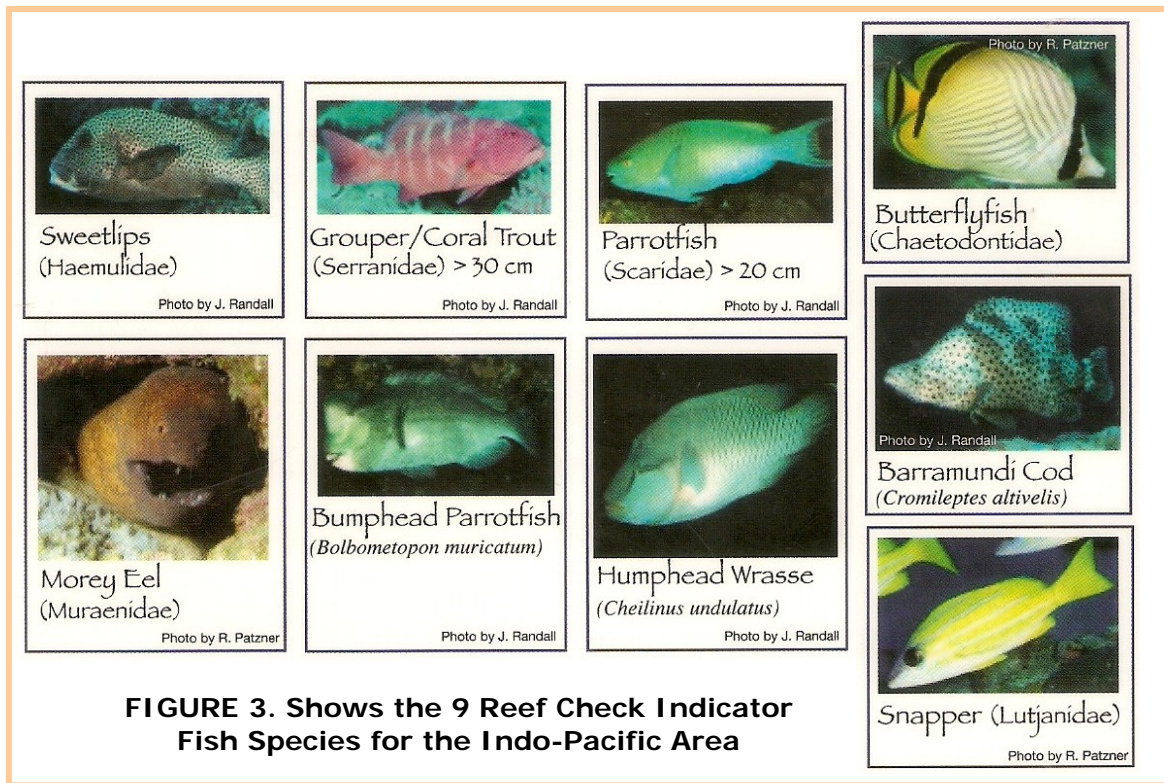 Sweetlips
(Haemulidae)
Photo by J. Randall
Grouper/Coral Trout
(Serranidae) > 30 cm
Photo by J. Randall
Parrotfish
(Scaridae) > 20 cm
Photo by J. Randall
Photo by R. Patzner
Butterflyfish
(Chaetodontidae)
Morey Eel
(Muraenidae)
Photo by R. Patzner
Bumphead Parrotfish
(Bolbometopon muricatum)
Photo by J. Randall
Humphead Wrasse
(Cheilinus undulatus)
Photo by J. Randall
Photo by J. Randall
Barramundi Cod
(Cromileptes altivelis)
Snapper (Lutjanidae)
Photo by R. Patzner
FIGURE 3. Shows the 9 Reef Check Indicator
Fish Species for the Indo-Pacific Area